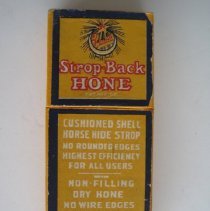 Strop-Back
HONE
CUSHIONED SHELL
HORSE HIDE STROP
NO ROUNDED EDGES
HIGHEST EFFICIENCY
FOR ALL USERS
NON-FILLING
DRY HONE
NO WIRE EDGES